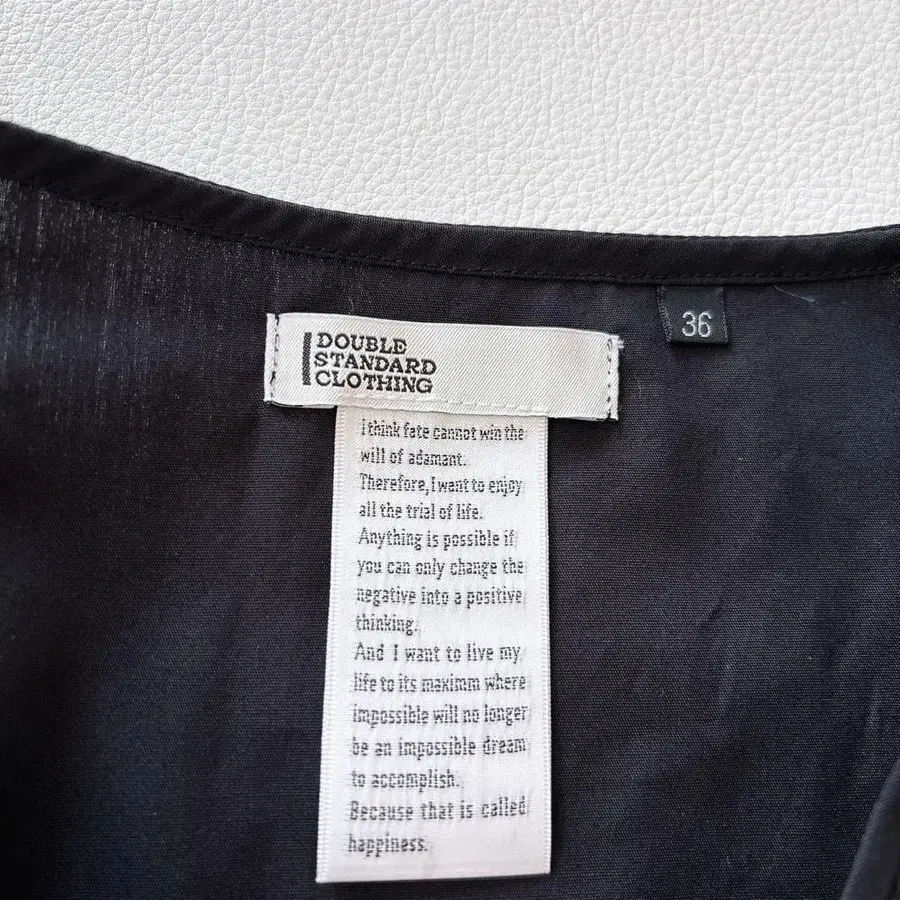 DOUBLE
STANDARD
CLOTHING
36
I think fate cannot win the
will of adamant.
Therefore, I want to enjoy
all the trial of life.
Anything is possible if
you can only change the
negative into a positive
thinking.
And I want to live my
life to its maximm where
impossible will no longer
be an impossible dream
to accomplish.
Because that is called
happiness.